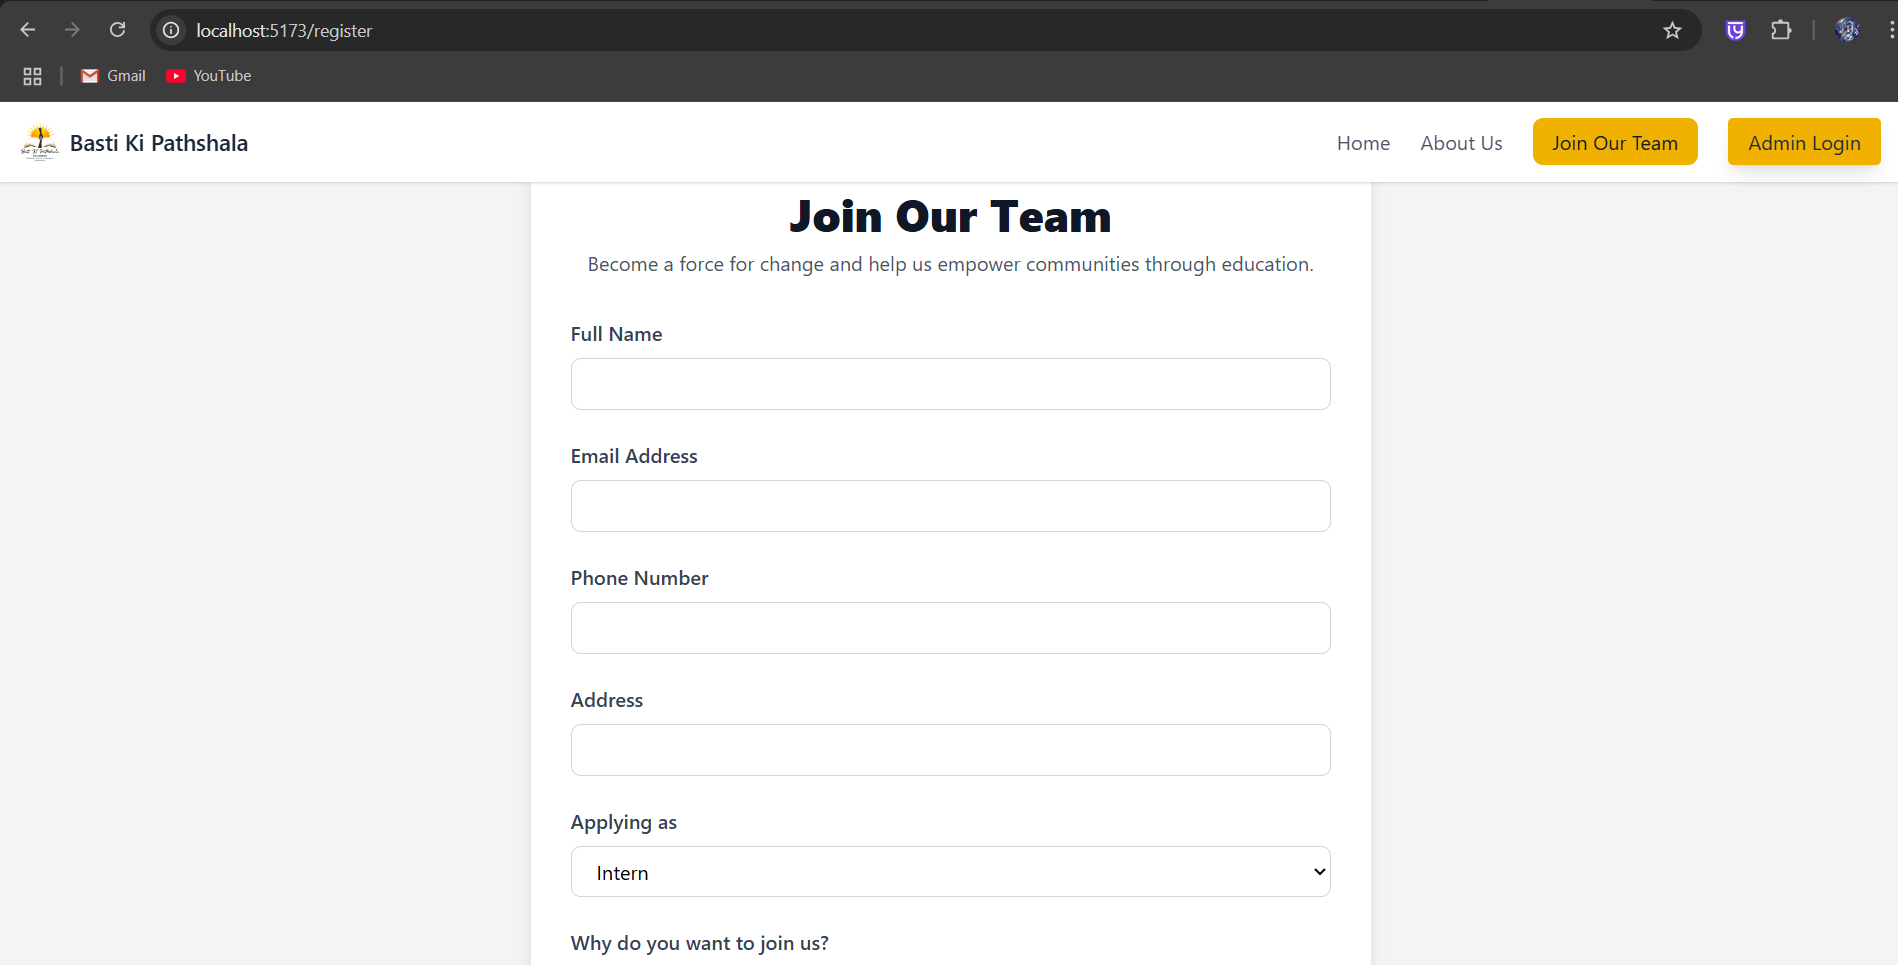 localhost:5173/register
Gmail
YouTube
Basti Ki Pathshala
Home
About Us
Join Our Team
Admin Login
Join Our Team
Become a force for change and help us empower communities through education.
Full Name
Email Address
Phone Number
Address
Applying as
Intern
Why do you want to join us?